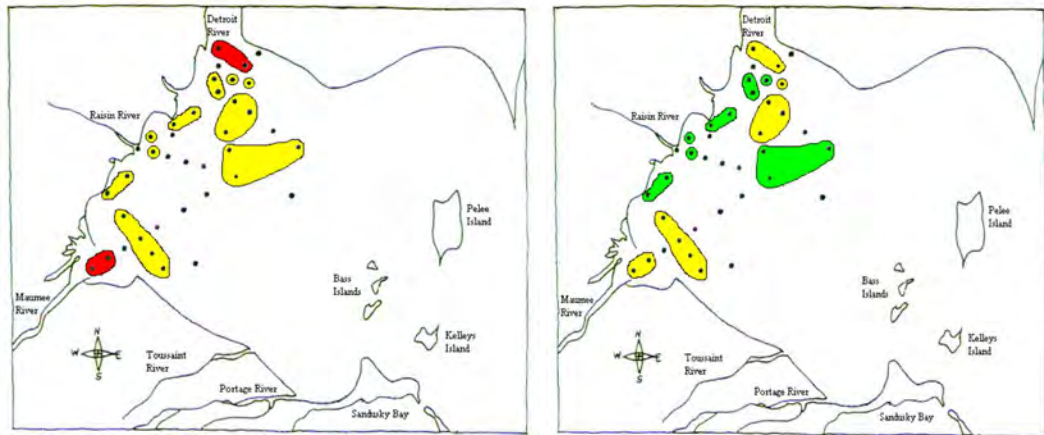 Detroit
River
Raisin River
Pelee
Island
Maumee
River
Bass
Islands
Kelleys
Island
N
W
E
S
Toussaint
River
Portage River
Sandusky Bay
Detroit
River
Raisin River
Pelee
Island
Maumee
River
Bass
Islands
Kelleys
Island
N
W
E
S
Toussaint
River
Portage River
Sandusky Bay